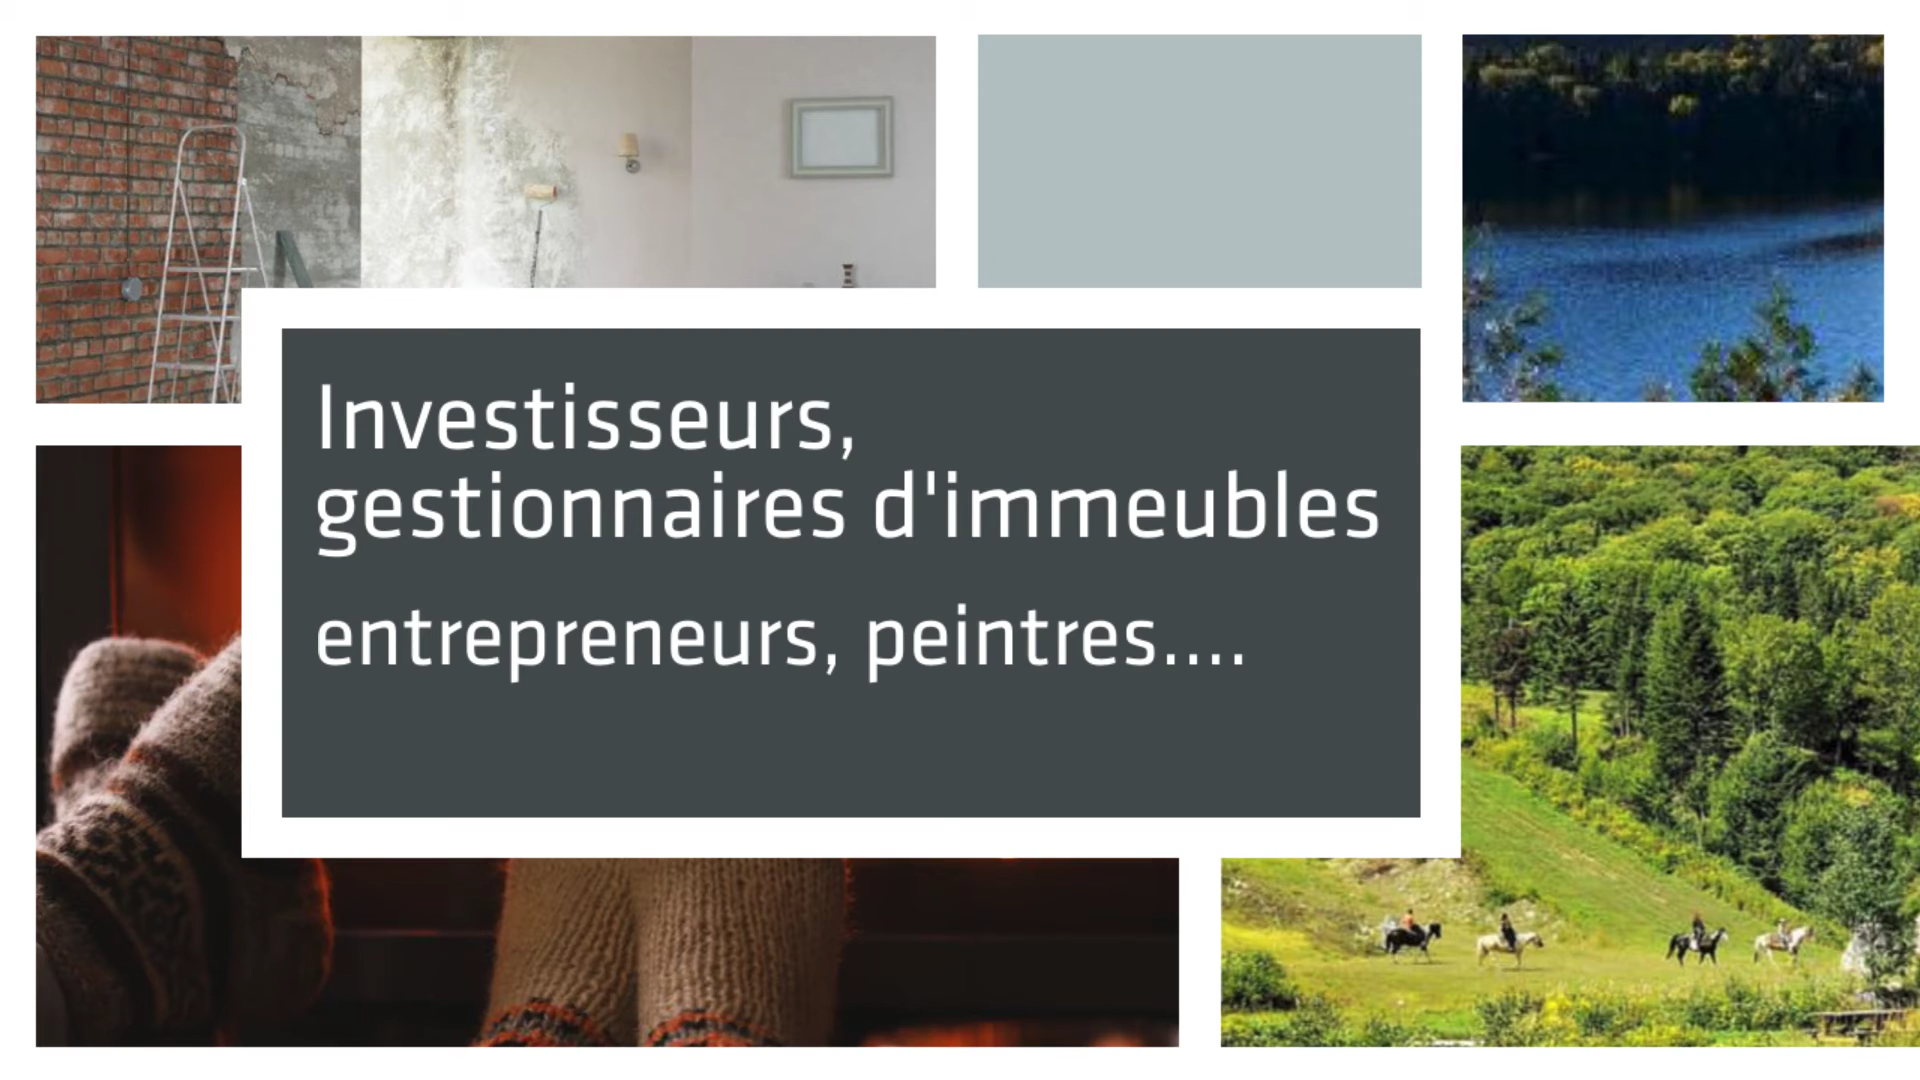 Investisseurs,
gestionnaires d'immeubles
entrepreneurs, peintres....